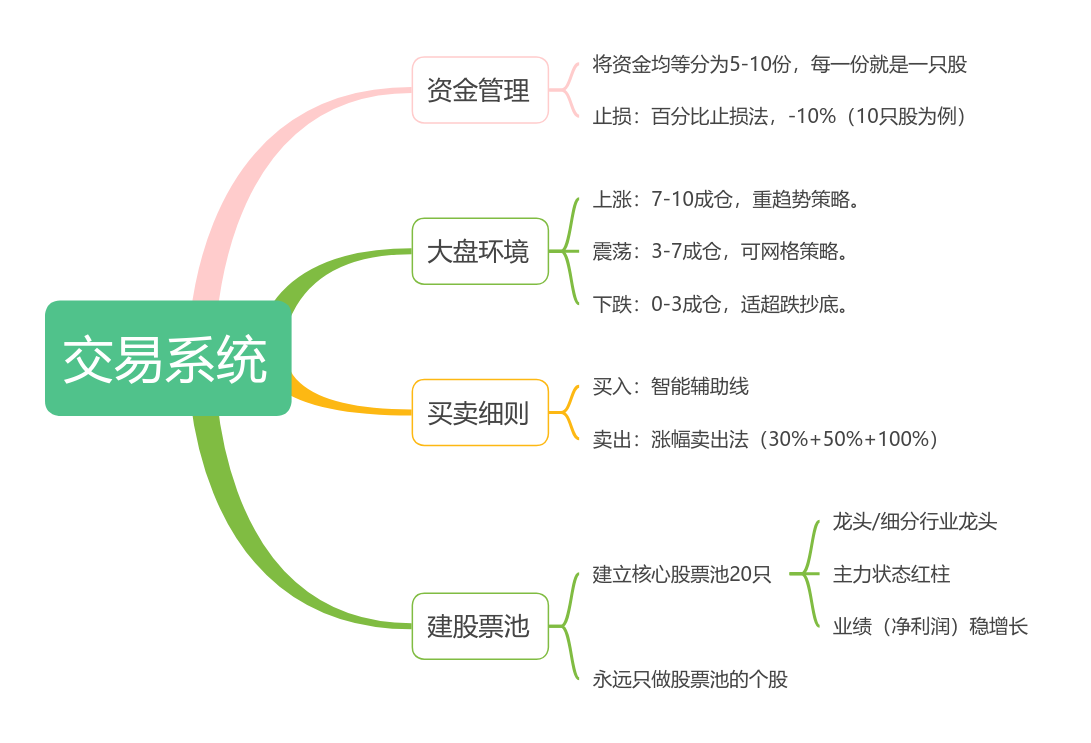 交易系统
资金管理
将资金均等分为5-10份，每一份就是一只股
止损：百分比止损法，-10%（10只股为例）
大盘环境
上涨：7-10成仓，重趋势策略。
震荡：3-7成仓，可网格策略。
下跌：0-3成仓，适超跌抄底。
买卖细则
买入：智能辅助线
卖出：涨幅卖出法（30%+50%+100%）
建股票池
建立核心股票池20只
龙头/细分行业龙头
主力状态红柱
业绩（净利润）稳增长
永远只做股票池的个股